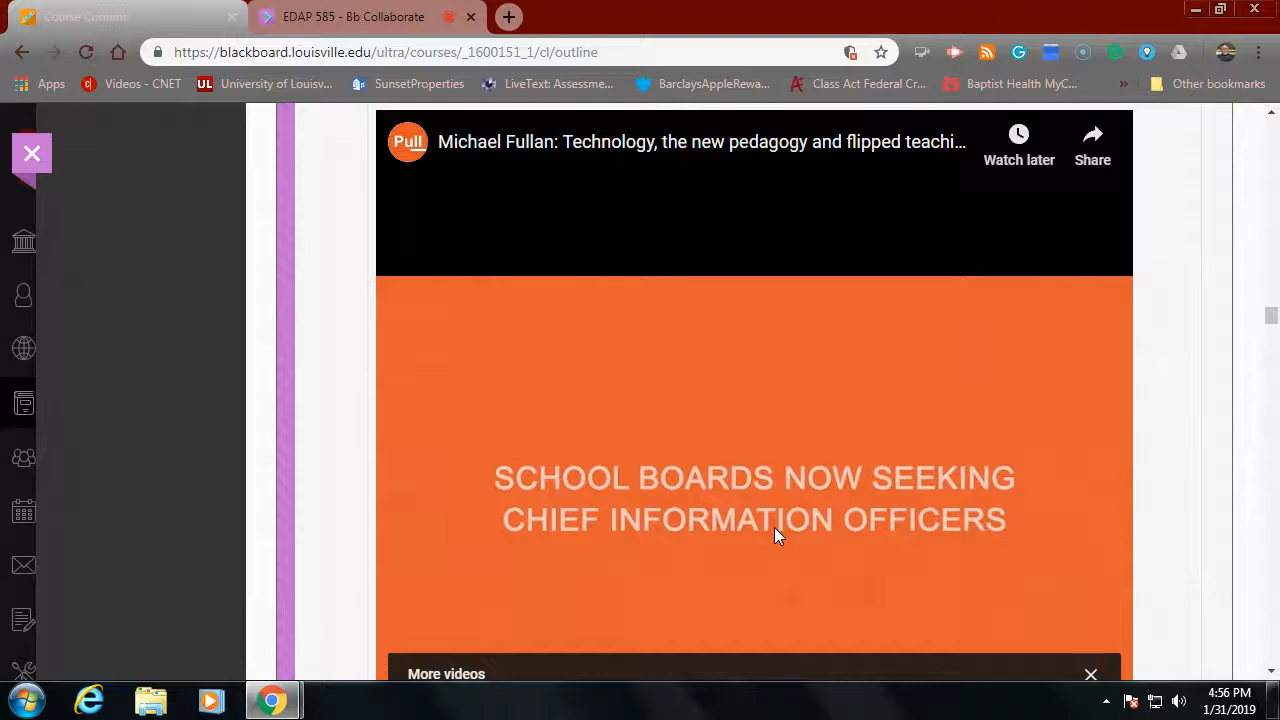 Course Content
EDAP 585 - 8b Collaborate
https://blackboard.louisville.edu/ultra/courses/_1600151_1/cl/outline
Apps
Videos - CNET
UL University of Louisv...
SunsetProperties
LiveText: Assessme...
BarclaysAppleRewa...
Class Act Federal Cr...
Baptist Health MyC...
» Other bookmarks
Pull
Michael Fullan: Technology, the new pedagogy and flipped teachi...
Watch later
Share
SCHOOL BOARDS NOW SEEKING
CHIEF INFORMATION OFFICERS
More videos
4:56 PM
1/31/2019